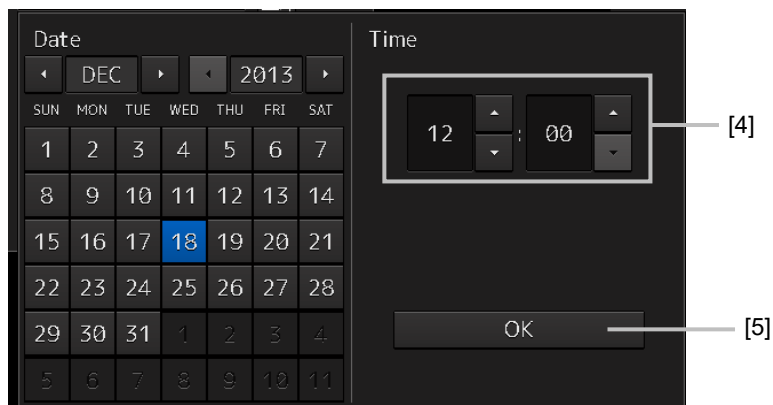 Date
Time
DEC 2013
SUN MON TUE WED THU FRI SAT
1 2 3 4 5 6 7
12 : 00
[4]
8 9 10 11 12 13 14
15 16 17 18 19 20 21
22 23 24 25 26 27 28
29 30 31 1 2 3 4
OK
[5]
5 6 7 8 9 10 11